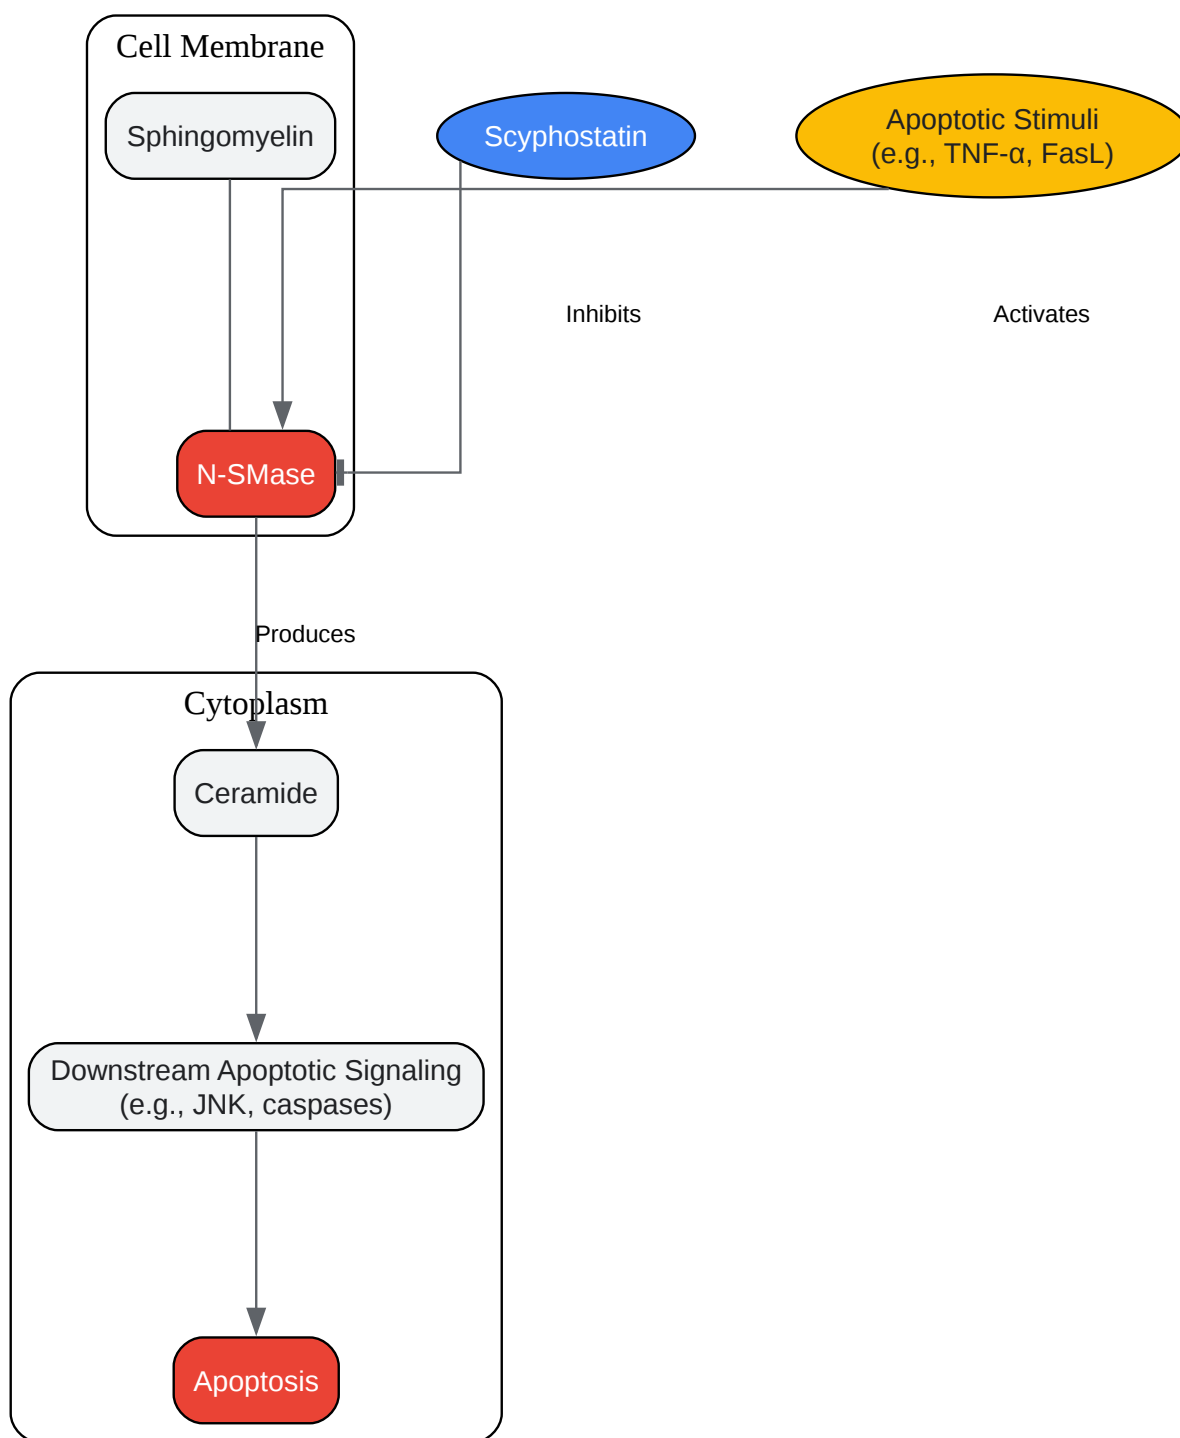 Cell Membrane
Sphingomyelin
Scyphostatin
Apoptotic Stimuli
(e.g., TNF-α, FasL)
Inhibits
Activates
N-SMase
Produces
Cytoplasm
Ceramide
Downstream Apoptotic Signaling
(e.g., JNK, caspases)
Apoptosis